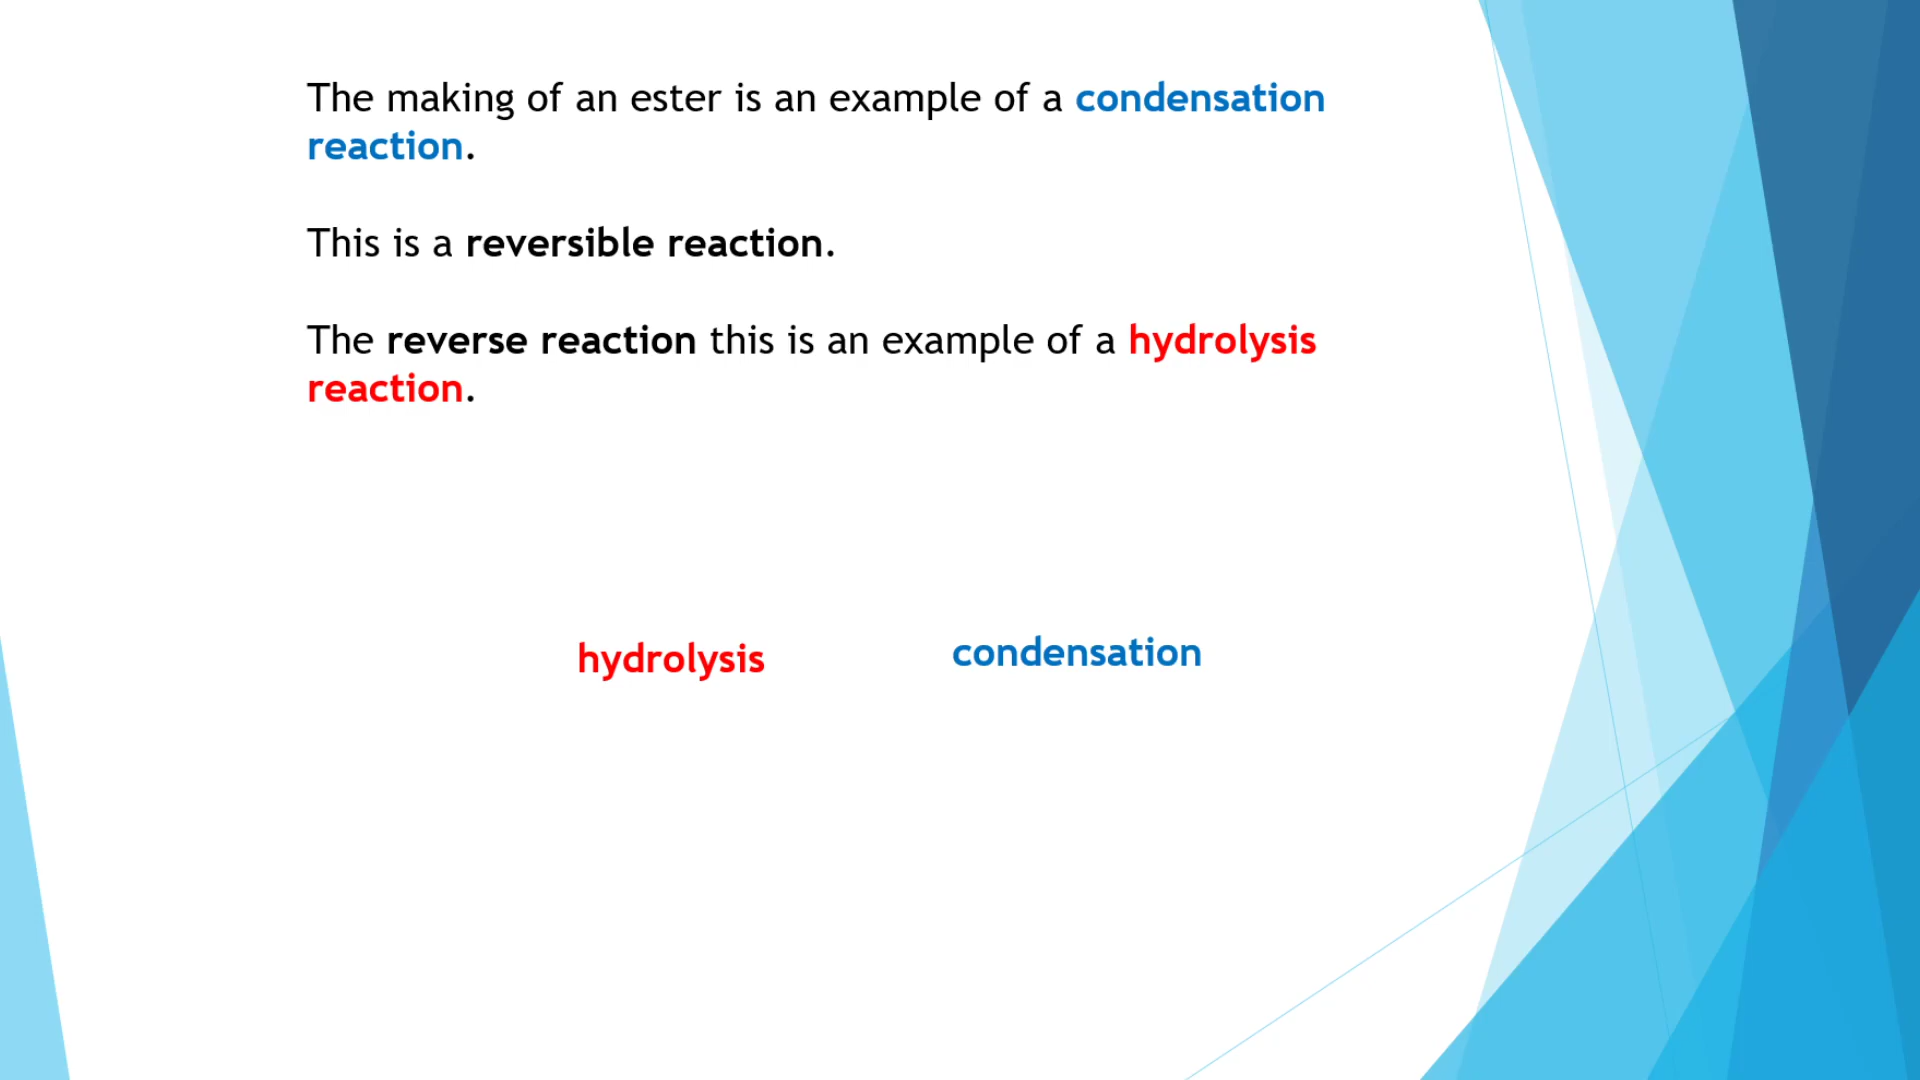 The making of an ester is an example of a condensation
reaction.
This is a reversible reaction.
The reverse reaction this is an example of a hydrolysis
reaction.
hydrolysis
condensation